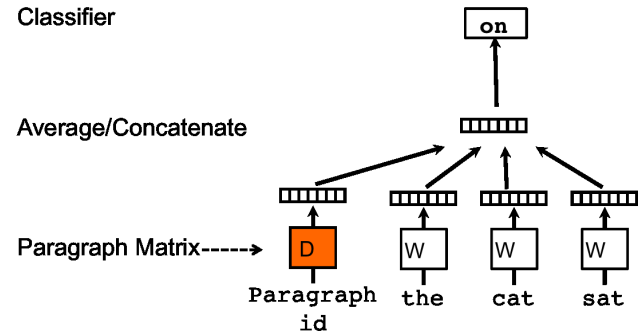 Classifier
on
Average/Concatenate
Paragraph Matrix
D
W
W
W
Paragraph
id
the
cat
sat